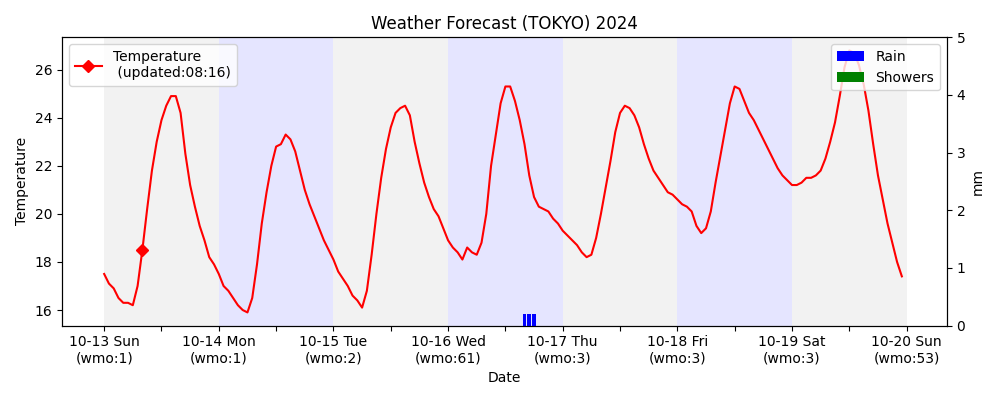 Weather Forecast (TOKYO) 2024
Temperature
(updated:08:16)
Rain
Showers
Temperature
26
24
22
20
18
16
5
4
3
2
1
0
mm
10-13 Sun
(wmo:1)
10-14 Mon
(wmo:1)
10-15 Tue
(wmo:2)
10-16 Wed
(wmo:61)
10-17 Thu
(wmo:3)
10-18 Fri
(wmo:3)
10-19 Sat
(wmo:3)
10-20 Sun
(wmo:53)
Date